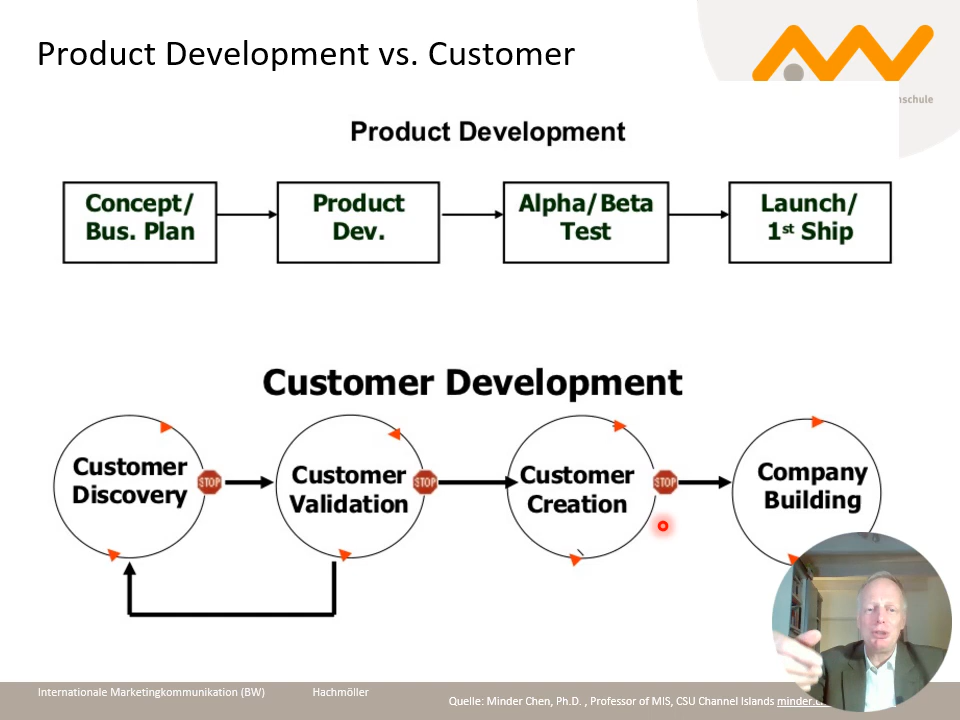 Product Development vs. Customer
hschule
Product Development
Concept/
Bus. Plan
Product
Dev.
Alpha/Beta
Test
Launch/
1st Ship
Customer Development
Customer
Discovery
STOP
Customer
Validation
STOP
Customer
Creation
STOP
Company
Building
Internationale Marketingkommunikation (BW)
Hachmöller
Quelle: Minder Chen, Ph.D. , Professor of MIS, CSU Channel Islands minder.c